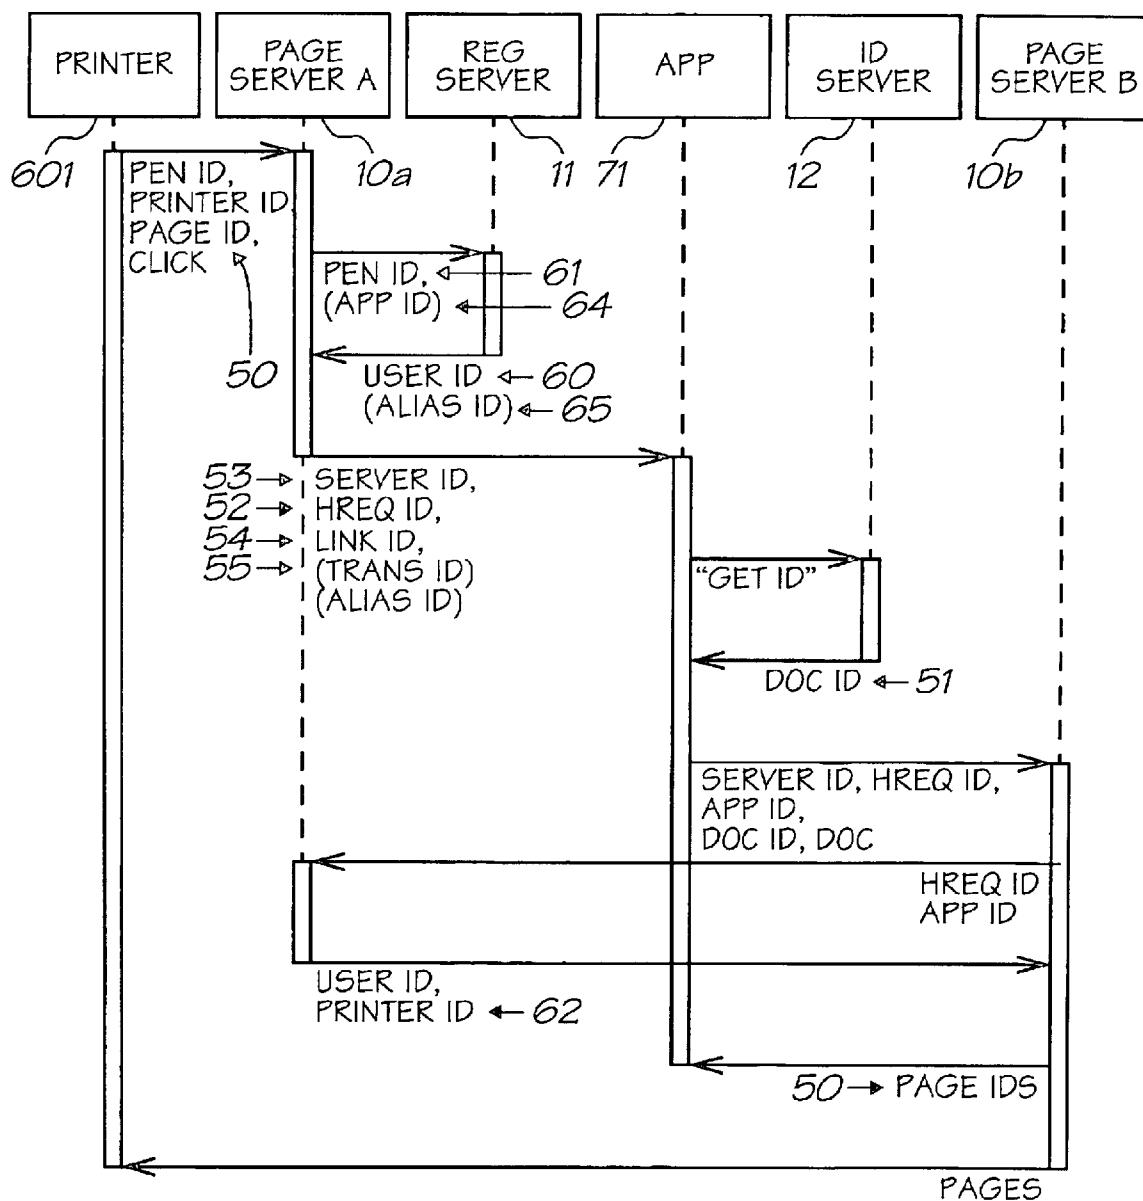 PRINTER
PAGE
SERVER A
REG
SERVER
APP
ID
SERVER
PAGE
SERVER B
601
10a
11
71
12
10b
PEN ID,
PRINTER ID
PAGE ID,
CLICK
50
PEN ID,
61
(APP ID)
64
USER ID
60
(ALIAS ID)
65
53
SERVER ID,
52
HREQ ID,
54
LINK ID,
55
(TRANS ID)
(ALIAS ID)
“GET ID”
DOC ID
51
SERVER ID, HREQ ID,
APP ID,
DOC ID, DOC
HREQ ID
APP ID
USER ID,
PRINTER ID
62
50
PAGE IDS
PAGES